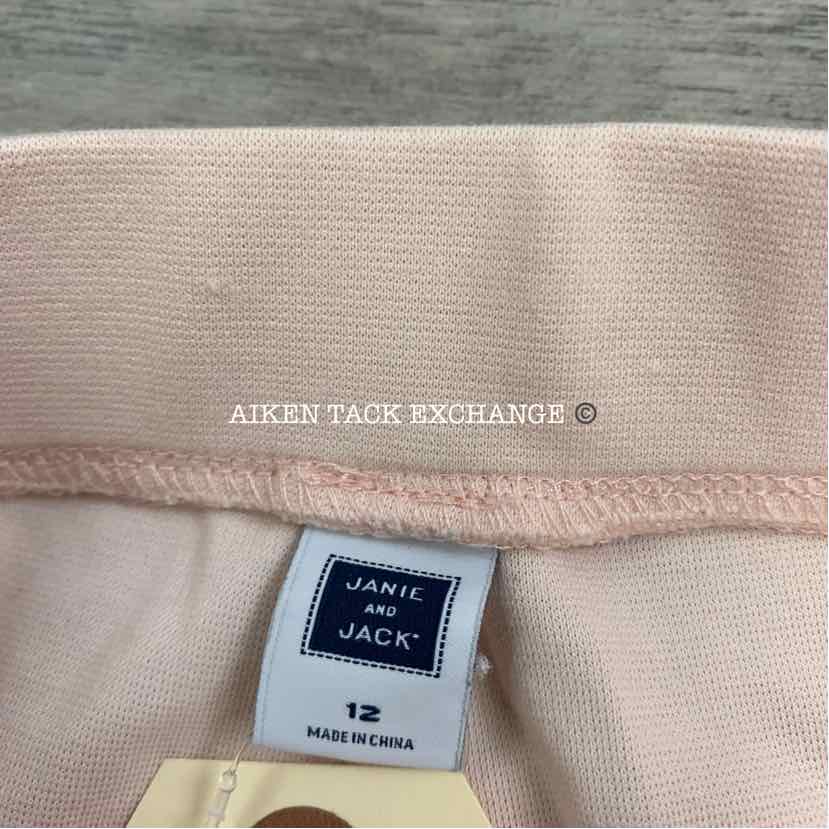 AIKEN TACK EXCHANGE ©
JANIE
AND
JACK
12
MADE IN CHINA